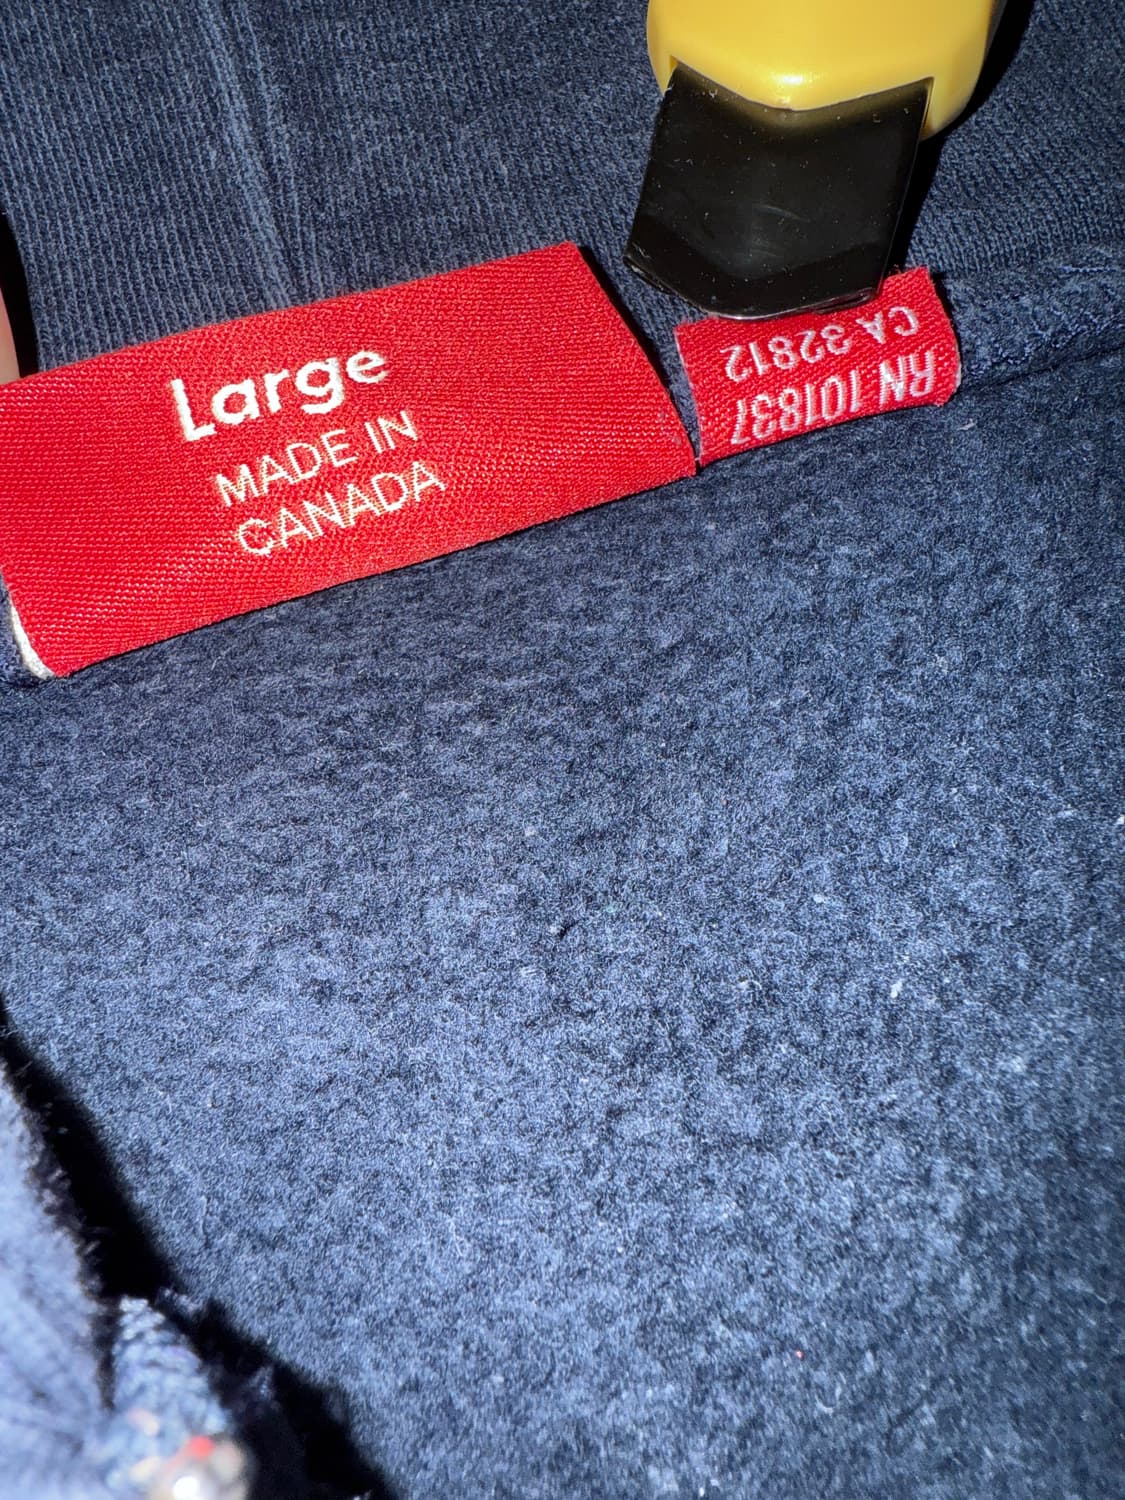 Large
MADE IN
CANADA
RN 101837
CA 32812